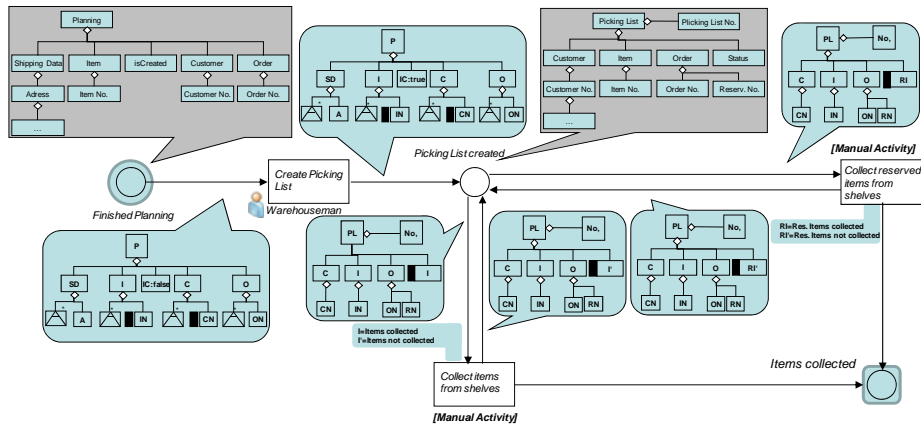 Planning
Shipping Data
Item
isCreated
Customer
Order
Adress
Item No.
Customer No.
Order No.
...
P
SD
I
IC:true
C
O
*
A
*
IN
*
CN
*
ON
Plicking List
Plicking List No.
Customer
Item
Order
Status
Customer No.
Item No.
Order No.
Reserv. No.
...
PL
No,
C
I
O
RI
CN
IN
ON
RN
Picking List created
[Manual Activity]
Create Picking
List
Collect reserved
items from
shelves
Finished Planning
Warehouseman
P
SD
I
IC:false
C
O
*
A
*
IN
*
CN
*
ON
PL
No,
C
I
O
I
CN
IN
ON
RN
PL
No,
C
I
O
I'
CN
IN
ON
RN
PL
No,
C
I
O
RI'
CN
IN
ON
RN
RI=Res. Items collected
RI'=Res. Items not collected
I=Items collected
I'=Items not collected
Items collected
Collect items
from shelves
[Manual Activity]